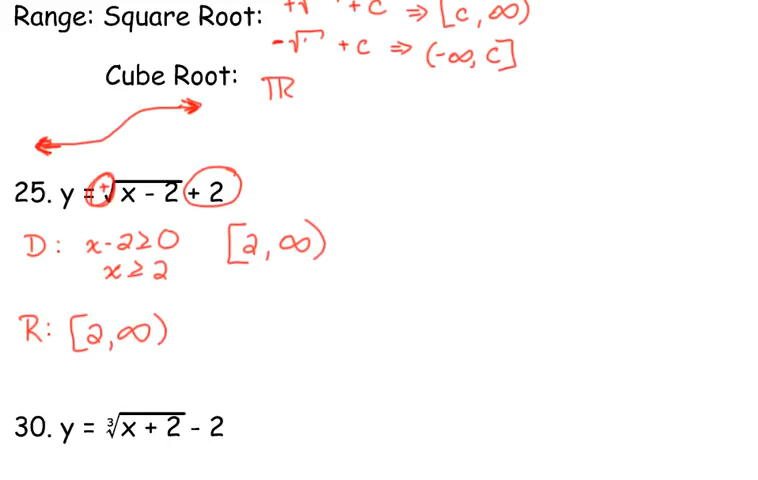 Range: Square Root: +√ + C ⇒ [C, ∞)
-√ + C ⇒ (-∞, C]
Cube Root: ℝ
25. y = +√x - 2 + 2
D: x-2≥0 [2, ∞)
x ≥ 2
R: [2, ∞)
30. y = ∛x + 2 - 2